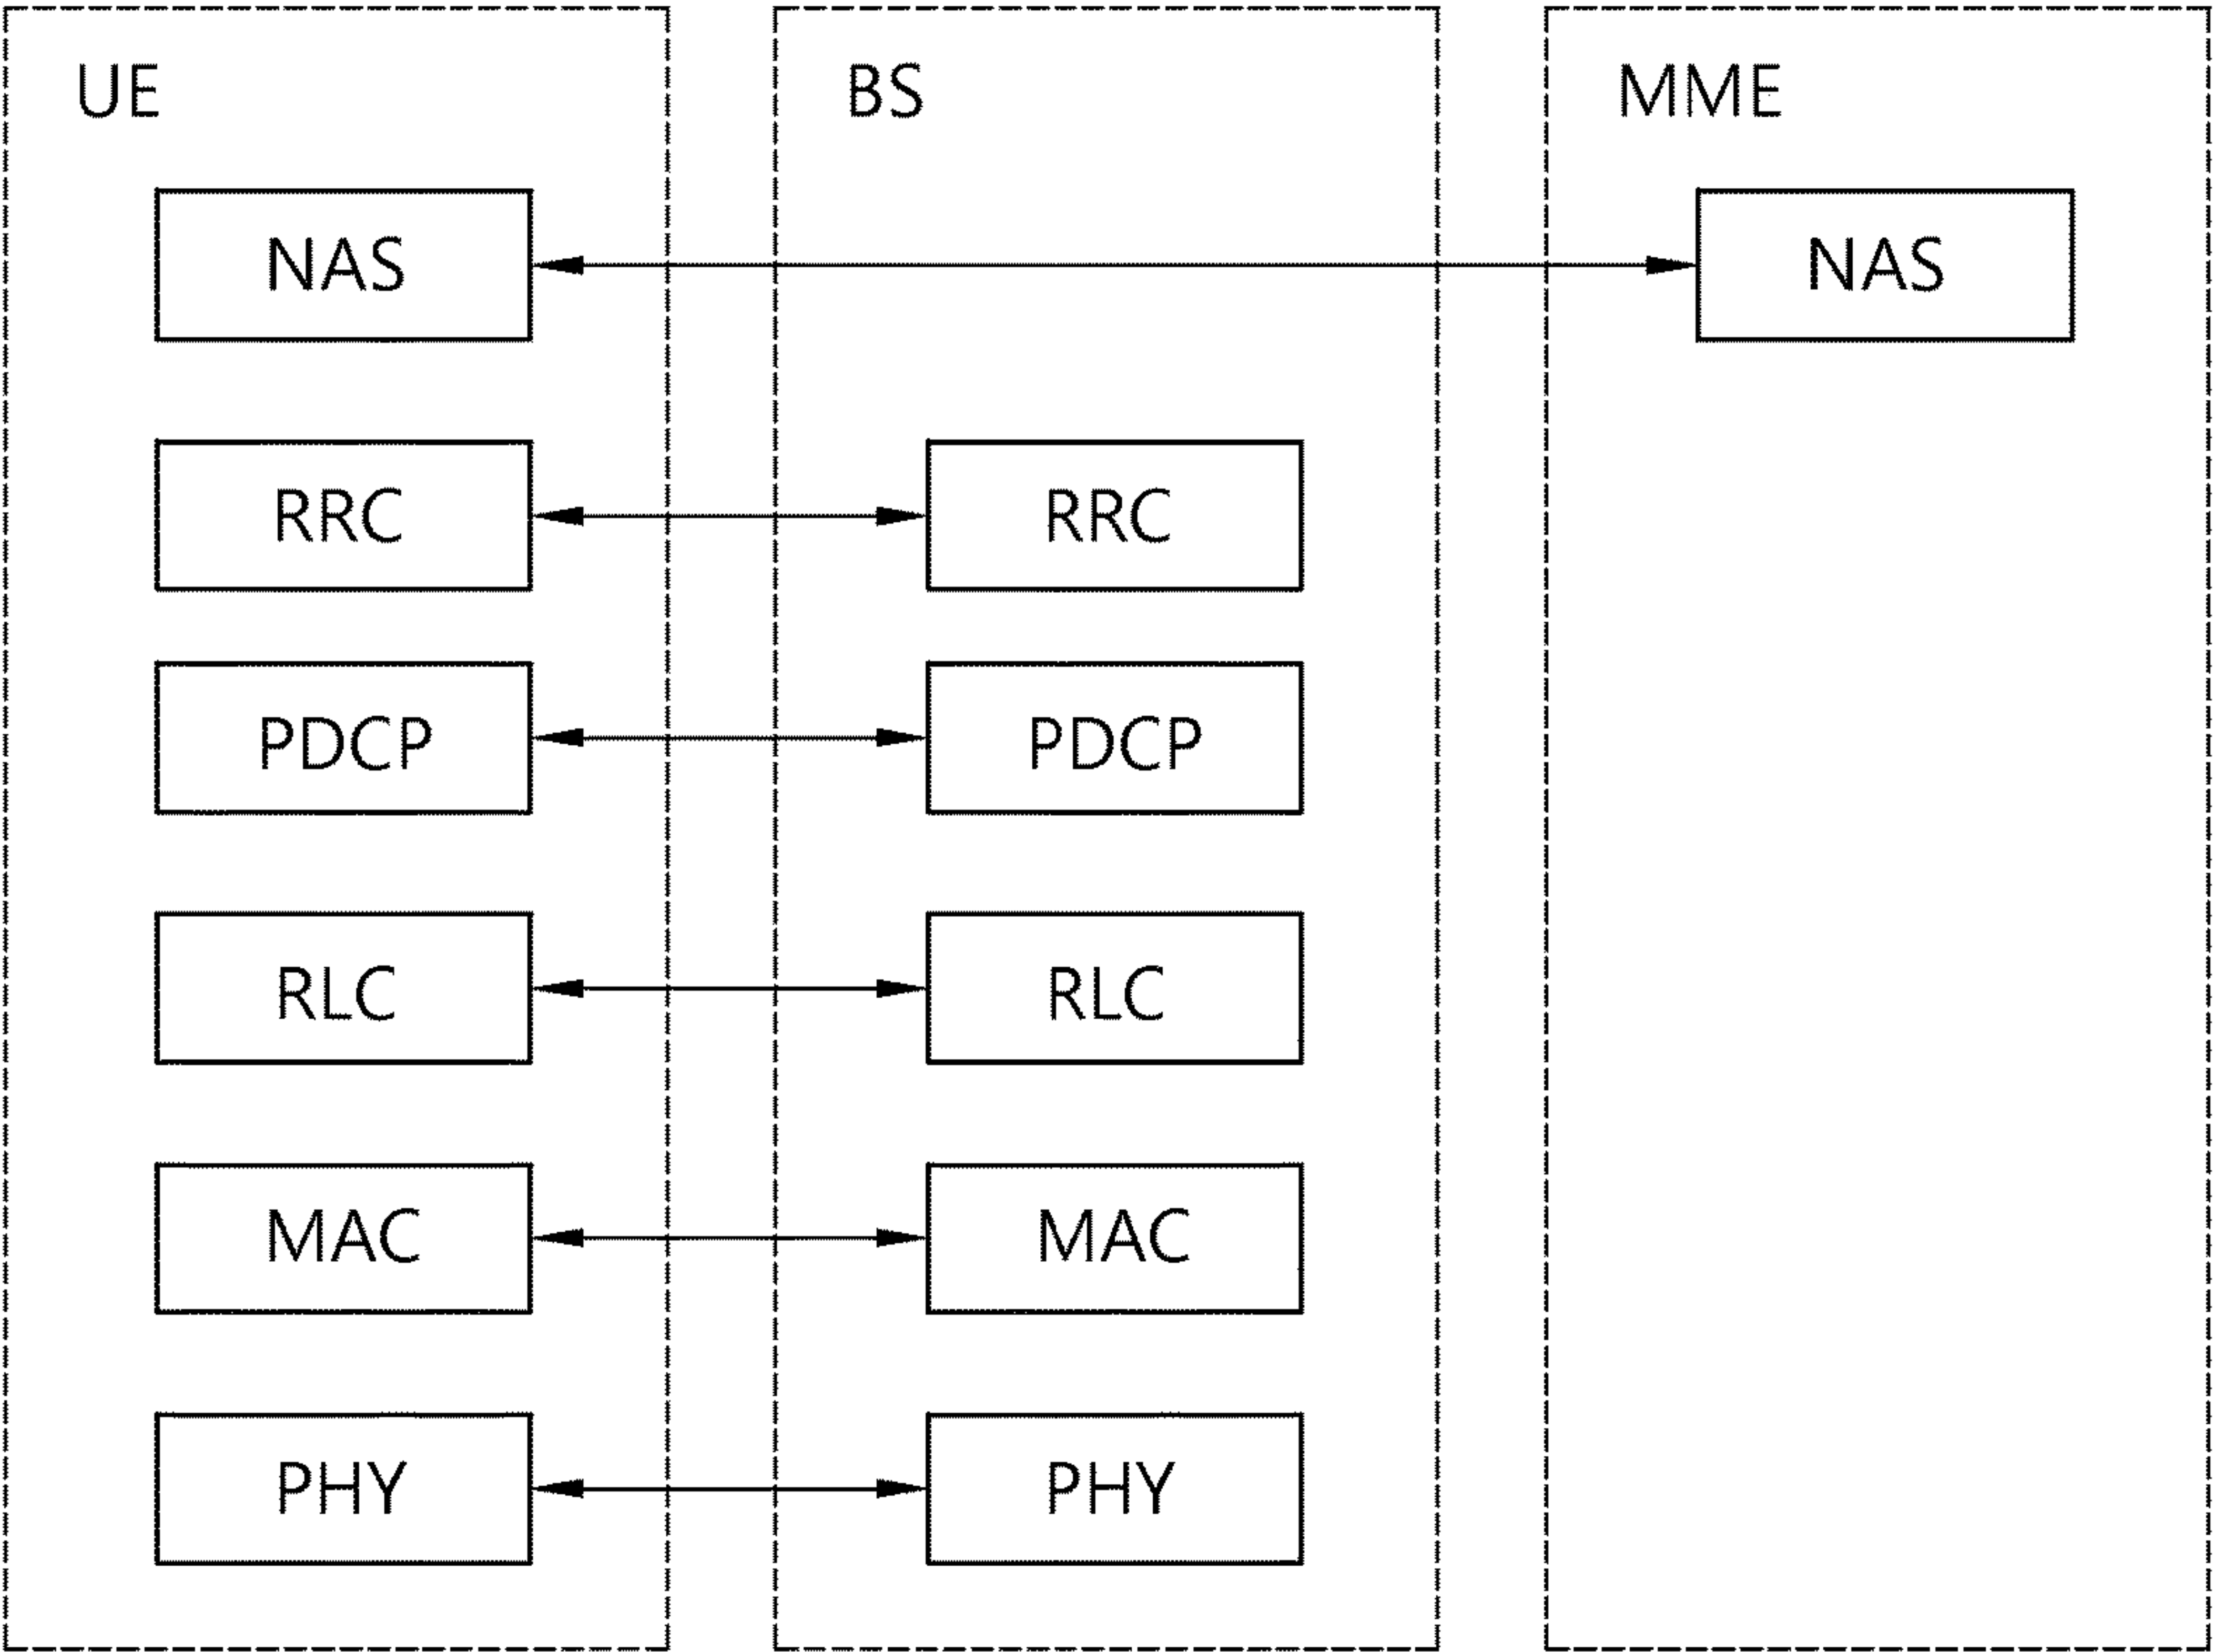 UE BS MME
NAS NAS
RRC RRC
PDCP PDCP
RLC RLC
MAC MAC
PHY PHY